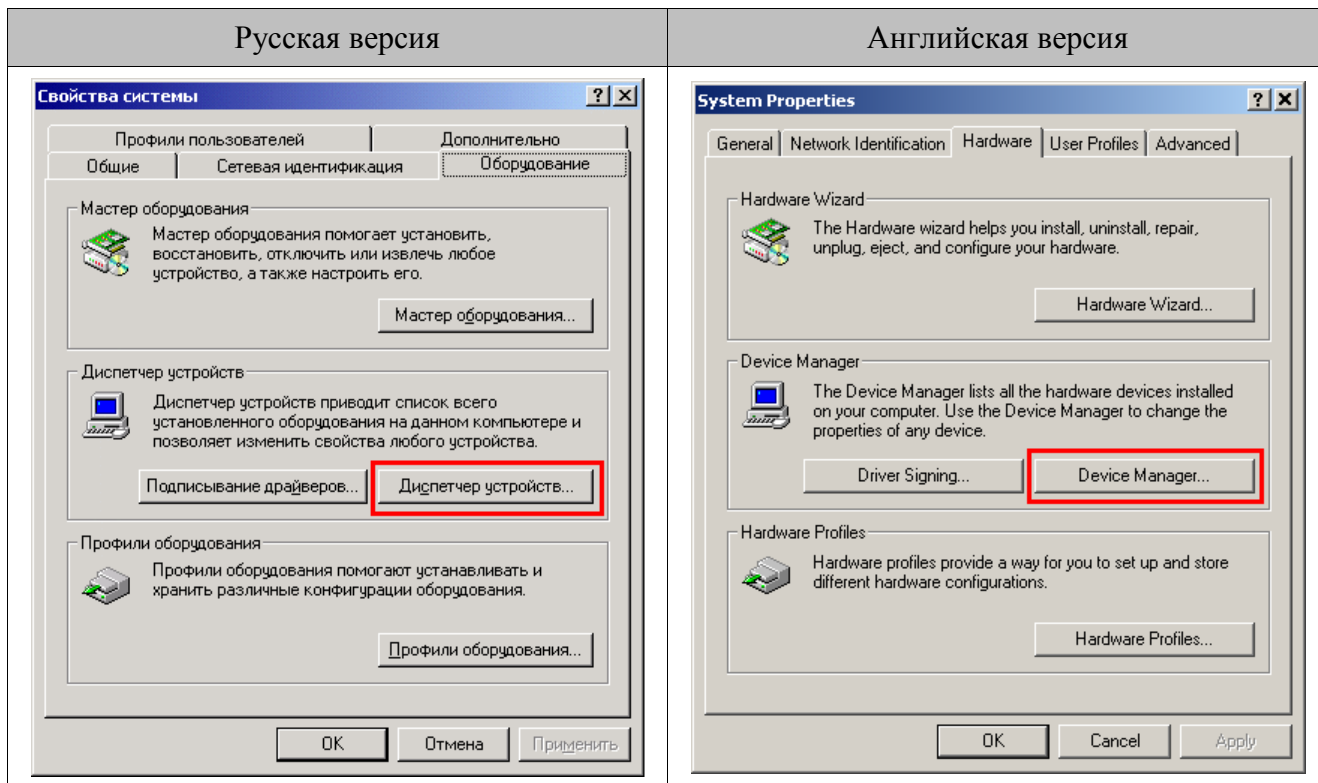 Русская версия
Английская версия
Свойства системы
Профили пользователей
Дополнительно
Общие
Сетевая идентификация
Оборудование
Мастер оборудования
Мастер оборудования помогает установить,
восстановить, отключить или извлечь любое
устройство, а также настроить его.
Мастер оборудования...
Диспетчер устройств
Диспетчер устройств приводит список всего
установленного оборудования на данном компьютере и
позволяет изменить свойства любого устройства.
Подписывание драйверов...
Диспетчер устройств...
Профили оборудования
Профили оборудования помогают устанавливать и
хранить различные конфигурации оборудования.
Профили оборудования...
OK
Отмена
Применить
System Properties
General
Network Identification
Hardware
User Profiles
Advanced
Hardware Wizard
The Hardware wizard helps you install, uninstall, repair,
unplug, eject, and configure your hardware.
Hardware Wizard...
Device Manager
The Device Manager lists all the hardware devices installed
on your computer. Use the Device Manager to change the
properties of any device.
Driver Signing...
Device Manager...
Hardware Profiles
Hardware profiles provide a way for you to set up and store
different hardware configurations.
Hardware Profiles...
OK
Cancel
Apply